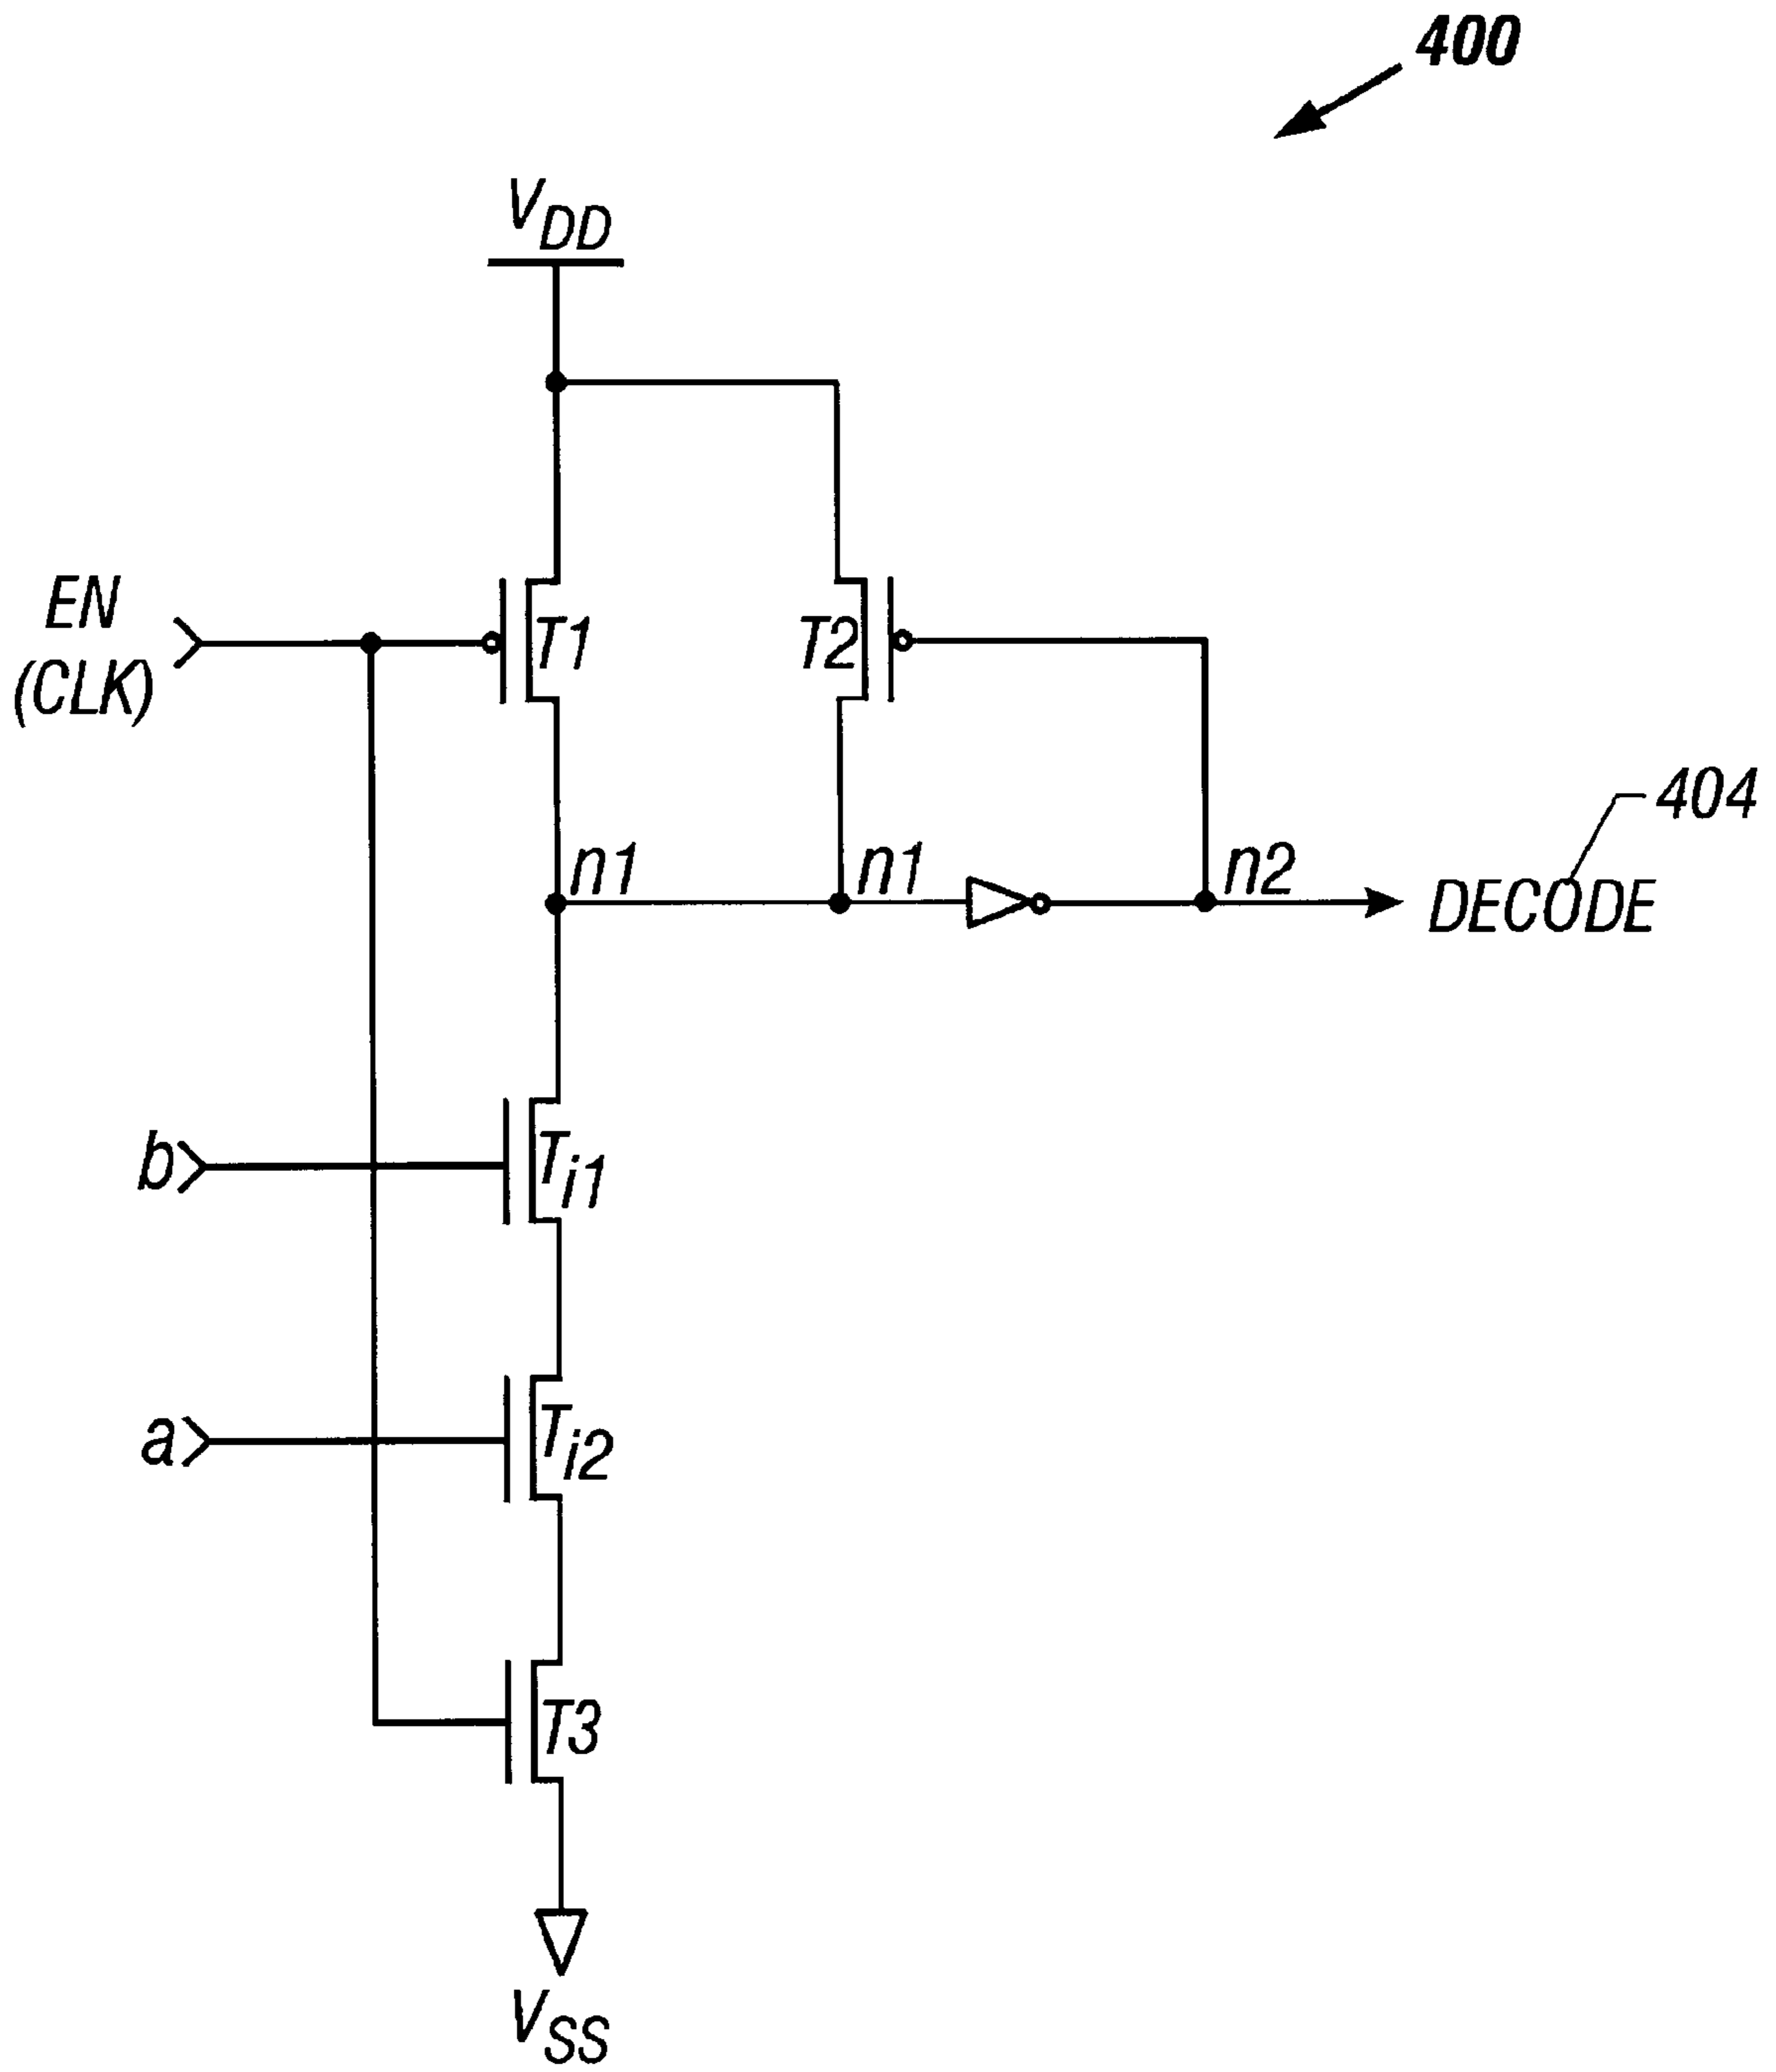 400
VDD
EN
(CLK)
T1
T2
404
n1
n1
n2
DECODE
b
Ti1
a
Ti2
T3
VSS